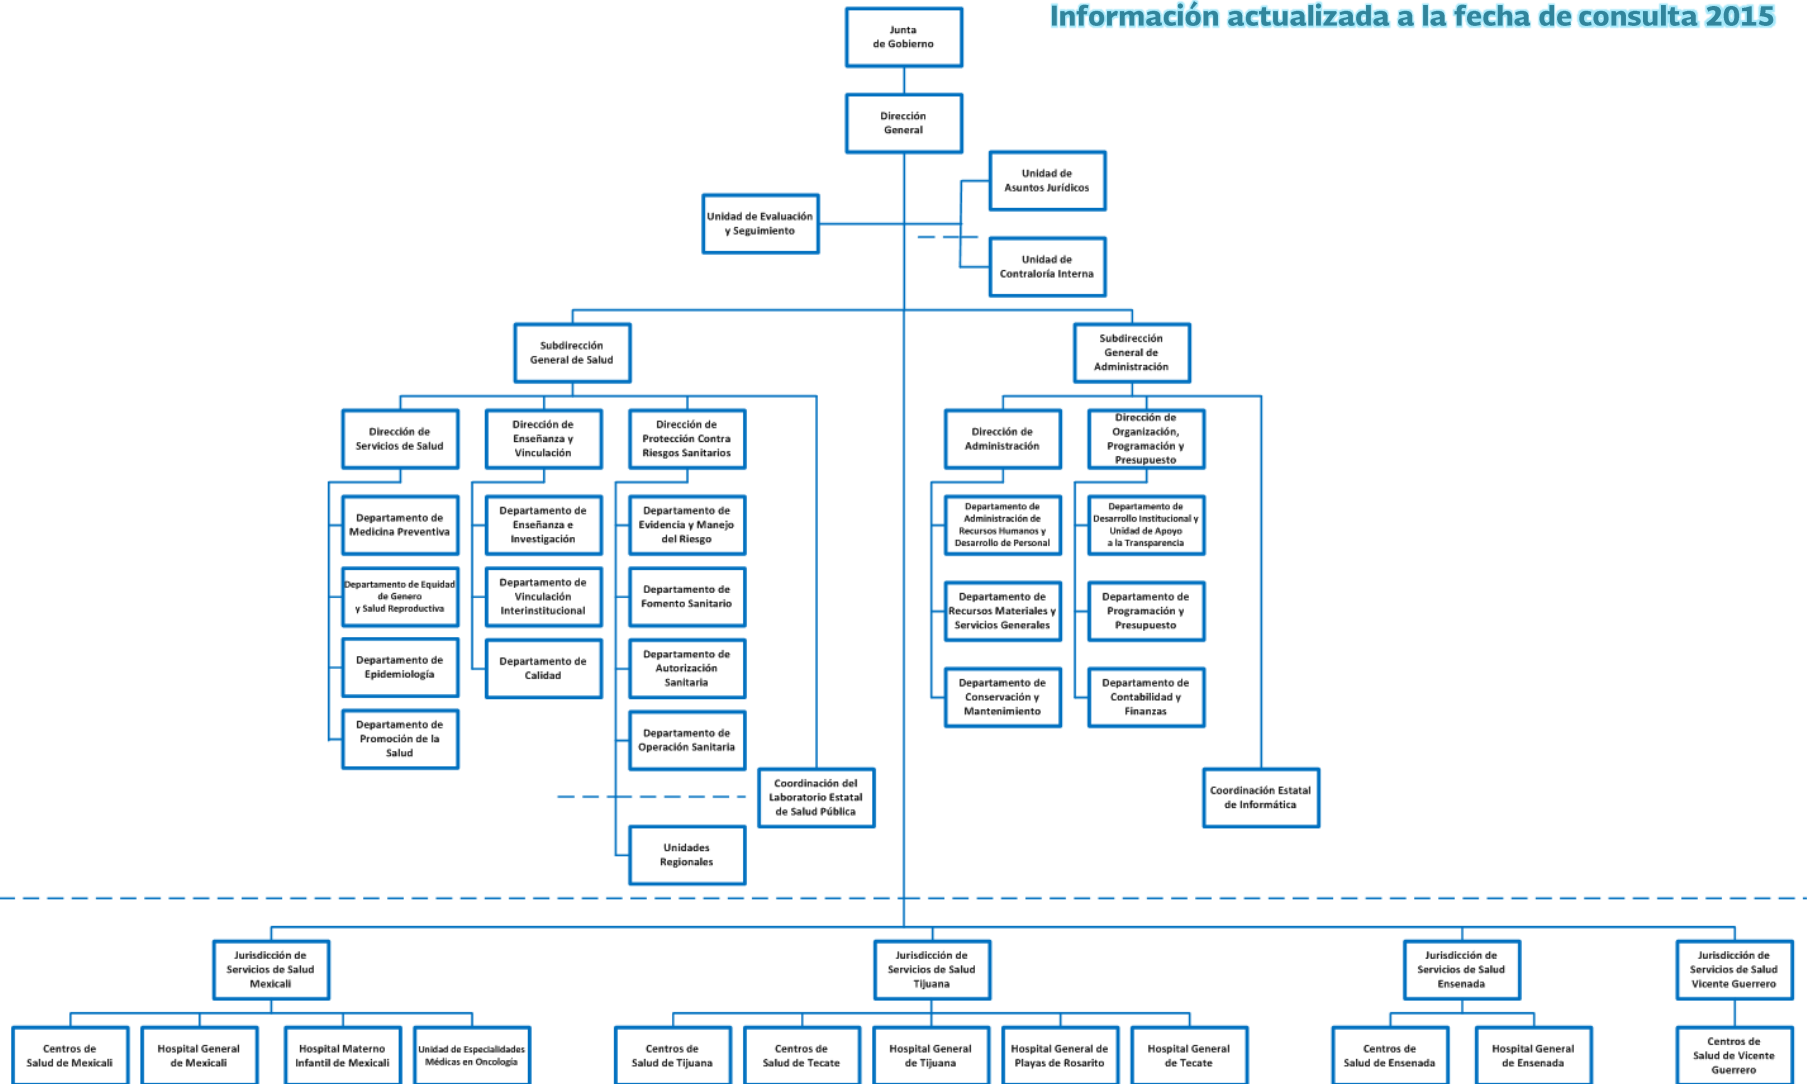 Información actualizada a la fecha de consulta 2015
Junta
de Gobierno
Dirección
General
Unidad de
Asuntos Jurídicos
Unidad de Evaluación
y Seguimiento
Unidad de
Contraloría Interna
Subdirección
General de Salud
Subdirección
General de
Administración
Dirección de
Servicios de Salud
Dirección de
Enseñanza y
Vinculación
Dirección de
Protección Contra
Riesgos Sanitarios
Dirección de
Administración
Dirección de
Organización,
Programación y
Presupuesto
Departamento de
Medicina Preventiva
Departamento de
Enseñanza e
Investigación
Departamento de
Evidencia y Manejo
del Riesgo
Departamento de
Administración de
Recursos Humanos y
Desarrollo de Personal
Departamento de
Desarrollo Institucional y
Unidad de Apoyo
a la Transparencia
Departamento de Equidad
de Genero
y Salud Reproductiva
Departamento de
Vinculación
Interinstitucional
Departamento de
Fomento Sanitario
Departamento de
Recursos Materiales y
Servicios Generales
Departamento de
Programación y
Presupuesto
Departamento de
Epidemiología
Departamento de
Calidad
Departamento de
Autorización
Sanitaria
Departamento de
Conservación y
Mantenimiento
Departamento de
Contabilidad y
Finanzas
Departamento de
Promoción de la
Salud
Departamento de
Operación Sanitaria
Coordinación del
Laboratorio Estatal
de Salud Pública
Coordinación Estatal
de Informática
Unidades
Regionales
Jurisdicción de
Servicios de Salud
Mexicali
Jurisdicción de
Servicios de Salud
Tijuana
Jurisdicción de
Servicios de Salud
Ensenada
Jurisdicción de
Servicios de Salud
Vicente Guerrero
Centros de
Salud de Mexicali
Hospital General
de Mexicali
Hospital Materno
Infantil de Mexicali
Unidad de Especialidades
Médicas en Oncología
Centros de
Salud de Tijuana
Centros de
Salud de Tecate
Hospital General
de Tijuana
Hospital General de
Playas de Rosarito
Hospital General
de Tecate
Centros de
Salud de Ensenada
Hospital General
de Ensenada
Centros de
Salud de Vicente
Guerrero